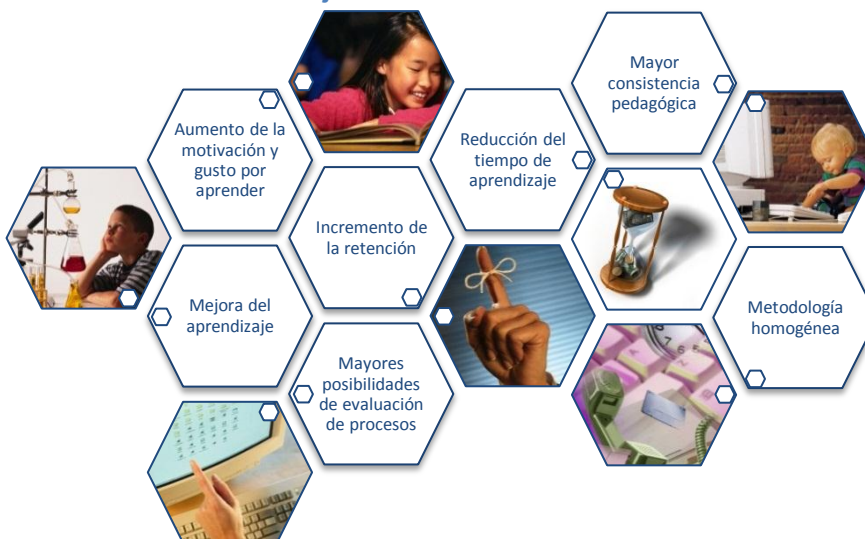 Mayor
consistencia
pedagógica
Aumento de la
motivación y
gusto por
aprender
Reducción del
tiempo de
aprendizaje
Incremento de
la retención
Mejora del
aprendizaje
Metodología
homogénea
Mayores
posibilidades
de evaluación
de procesos